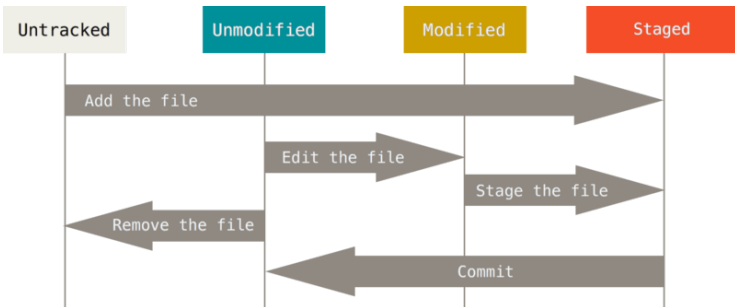 Untracked
Unmodified
Modified
Staged
Add the file
Edit the file
Stage the file
Remove the file
Commit